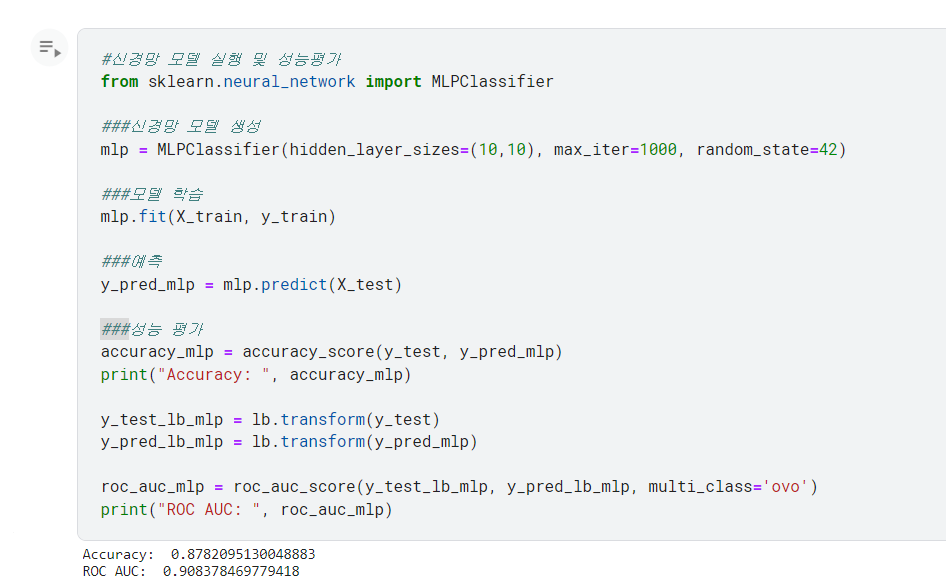 #신경망 모델 실행 및 성능평가
from sklearn.neural_network import MLPClassifier
###신경망 모델 생성
mlp = MLPClassifier(hidden_layer_sizes=(10,10), max_iter=1000, random_state=42)
###모델 학습
mlp.fit(X_train, y_train)
###예측
y_pred_mlp = mlp.predict(X_test)
###성능 평가
accuracy_mlp = accuracy_score(y_test, y_pred_mlp)
print("Accuracy: ", accuracy_mlp)
y_test_lb_mlp = lb.transform(y_test)
y_pred_lb_mlp = lb.transform(y_pred_mlp)
roc_auc_mlp = roc_auc_score(y_test_lb_mlp, y_pred_lb_mlp, multi_class='ovo')
print("ROC AUC: ", roc_auc_mlp)
Accuracy:  0.8782095130048883
ROC AUC:  0.908378469779418